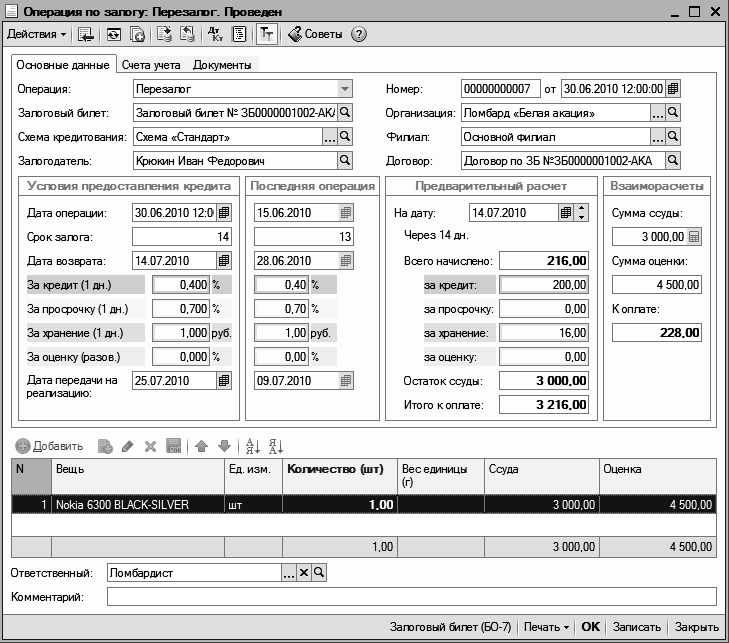 Операция по залогу: Перезалог. Проведен
Действия Дт Кт Тт Советы ?
Основные данные Счета учета Документы
Операция: Перезалог Номер: 00000000007 от 30.06.2010 12:00:00
Залоговый билет: Залоговый билет № ЗБ0000001002-АКА Организация: Ломбард «Белая акация» ...
Схема кредитования: Схема «Стандарт» ... Филиал: Основной филиал ...
Залогодатель: Крюкин Иван Федорович Договор: Договор по ЗБ №ЗБ0000001002-АКА
Условия предоставления кредита Последняя операция Предварительный расчет Взаиморасчеты
Дата операции: 30.06.2010 12:0 15.06.2010 На дату: 14.07.2010 Сумма ссуды:
Срок залога: 14 13 Через 14 дн. 3 000,00
Дата возврата: 14.07.2010 28.06.2010 Всего начислено: 216,00 Сумма оценки:
За кредит (1 дн.) 0,400 % 0,40 % за кредит: 200,00 4 500,00
За просрочку (1 дн.) 0,700 % 0,70 % за просрочку: 0,00 К оплате:
За хранение (1 дн.) 1,000 руб. 1,00 руб. за хранение: 16,00 228,00
За оценку (разов.) 0,000 % 0,00 % за оценку: 0,00
Дата передачи на реализацию: 25.07.2010 09.07.2010 Остаток ссуды: 3 000,00
Итого к оплате: 3 216,00
Добавить
N Вещь Ед. изм. Количество (шт) Вес единицы (г) Ссуда Оценка
1 Nokia 6300 BLACK-SILVER шт 1,00 3 000,00 4 500,00
1,00 3 000,00 4 500,00
Ответственный: Ломбардист ...
Комментарий:
Залоговый билет (БО-7) Печать OK Записать Закрыть